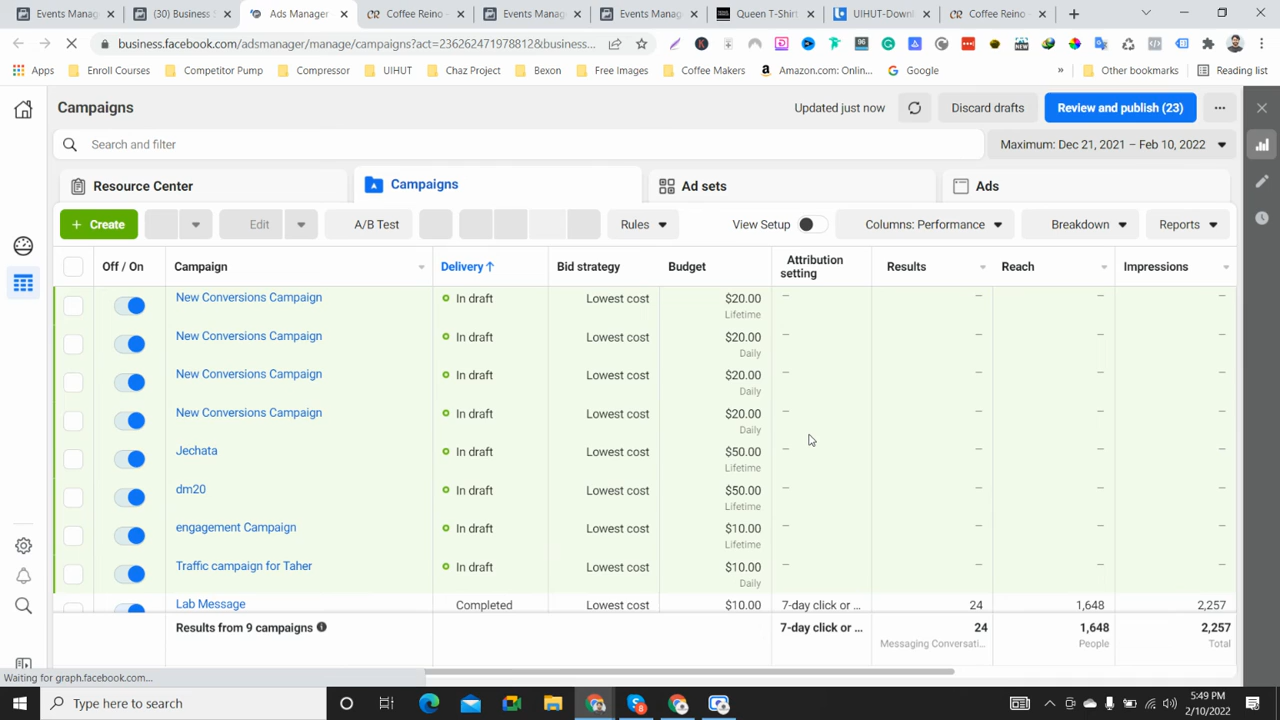 Events Manag
(30) Business S
Ads Manager
Coffee Reino -
Events Manag
Events Manag
Queen T-Shirt
UIHUT-Downl
Coffee Reino -
business.facebook.com/adsmanager/manage/campaigns?act=236262471978812&business...
Apps
Enroll Courses
Competitor Pump
Compressor
UIHUT
Chaz Project
Bexon
Free Images
Coffee Makers
Amazon.com: Onlin...
Google
»
Other bookmarks
Reading list
Campaigns
Updated just now
Discard drafts
Review and publish (23)
Search and filter
Maximum: Dec 21, 2021 – Feb 10, 2022
Resource Center
Campaigns
Ad sets
Ads
+ Create
Edit
A/B Test
Rules
View Setup
Columns: Performance
Breakdown
Reports
Off / On
Campaign
Delivery ↑
Bid strategy
Budget
Attribution
setting
Results
Reach
Impressions
New Conversions Campaign
In draft
Lowest cost
$20.00
Lifetime
New Conversions Campaign
In draft
Lowest cost
$20.00
Daily
New Conversions Campaign
In draft
Lowest cost
$20.00
Daily
New Conversions Campaign
In draft
Lowest cost
$20.00
Daily
Jechata
In draft
Lowest cost
$50.00
Lifetime
dm20
In draft
Lowest cost
$50.00
Lifetime
engagement Campaign
In draft
Lowest cost
$10.00
Lifetime
Traffic campaign for Taher
In draft
Lowest cost
$10.00
Daily
Lab Message
Completed
Lowest cost
$10.00
7-day click or ...
24
1,648
2,257
Results from 9 campaigns
7-day click or ...
24
1,648
2,257
Messaging Conversati...
People
Total
Waiting for graph.facebook.com...
Type here to search
5:49 PM
2/10/2022